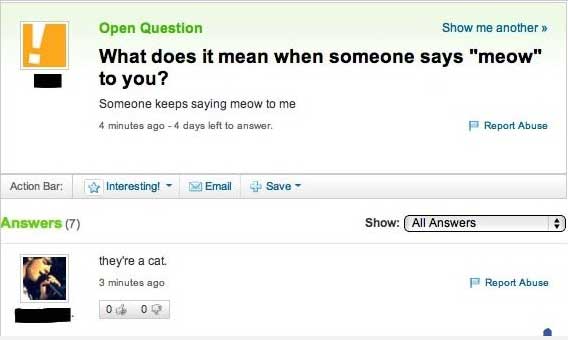 Open Question
Show me another »
What does it mean when someone says "meow"
to you?
Someone keeps saying meow to me
4 minutes ago - 4 days left to answer.
Report Abuse
Action Bar:
Interesting!
Email
Save
Answers (7)
Show:
All Answers
they're a cat.
3 minutes ago
Report Abuse
0
0